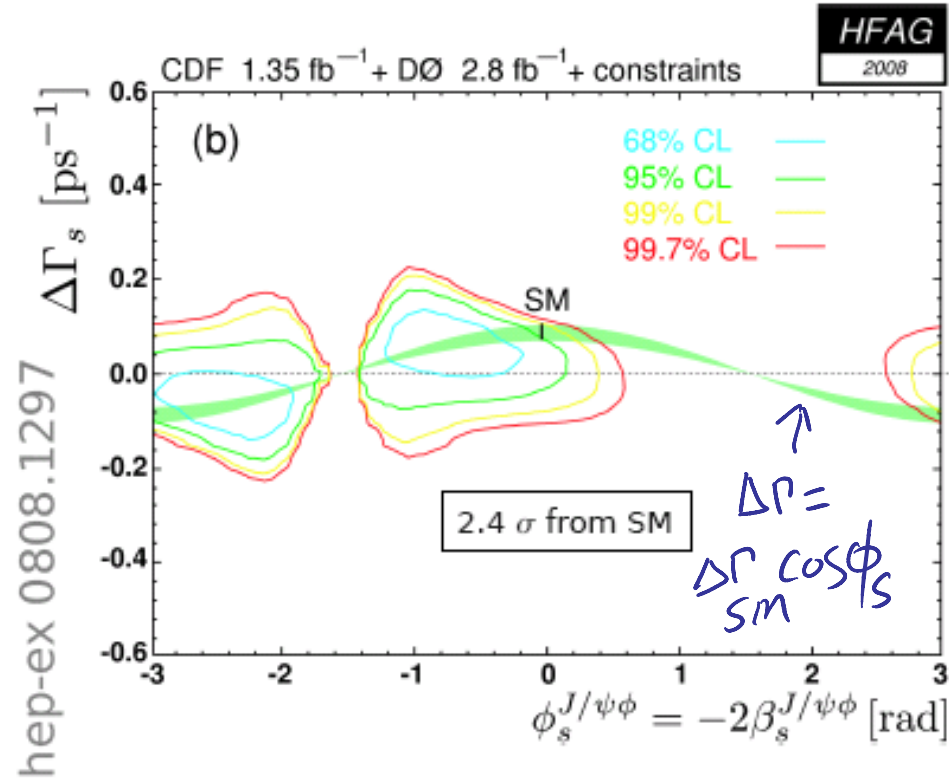 HFAG
2008
CDF 1.35 fb⁻¹ + DØ 2.8 fb⁻¹ + constraints
(b)
68% CL
95% CL
99% CL
99.7% CL
SM
2.4 σ from SM
ΔΓ =
ΔΓ cosϕs
SM
0.6
0.4
0.2
0.0
-0.2
-0.4
-0.6
-3 -2 -1 0 1 2 3
ΔΓs [ps⁻¹]
ϕs^J/ψϕ = −2βs^J/ψϕ [rad]
hep-ex 0808.1297